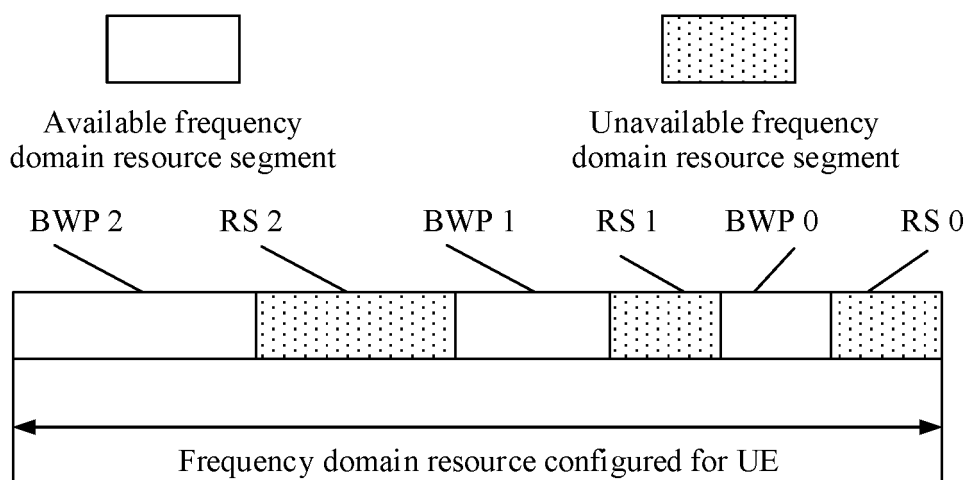 Available frequency
domain resource segment
Unavailable frequency
domain resource segment
BWP 2 RS 2 BWP 1 RS 1 BWP 0 RS 0
Frequency domain resource configured for UE